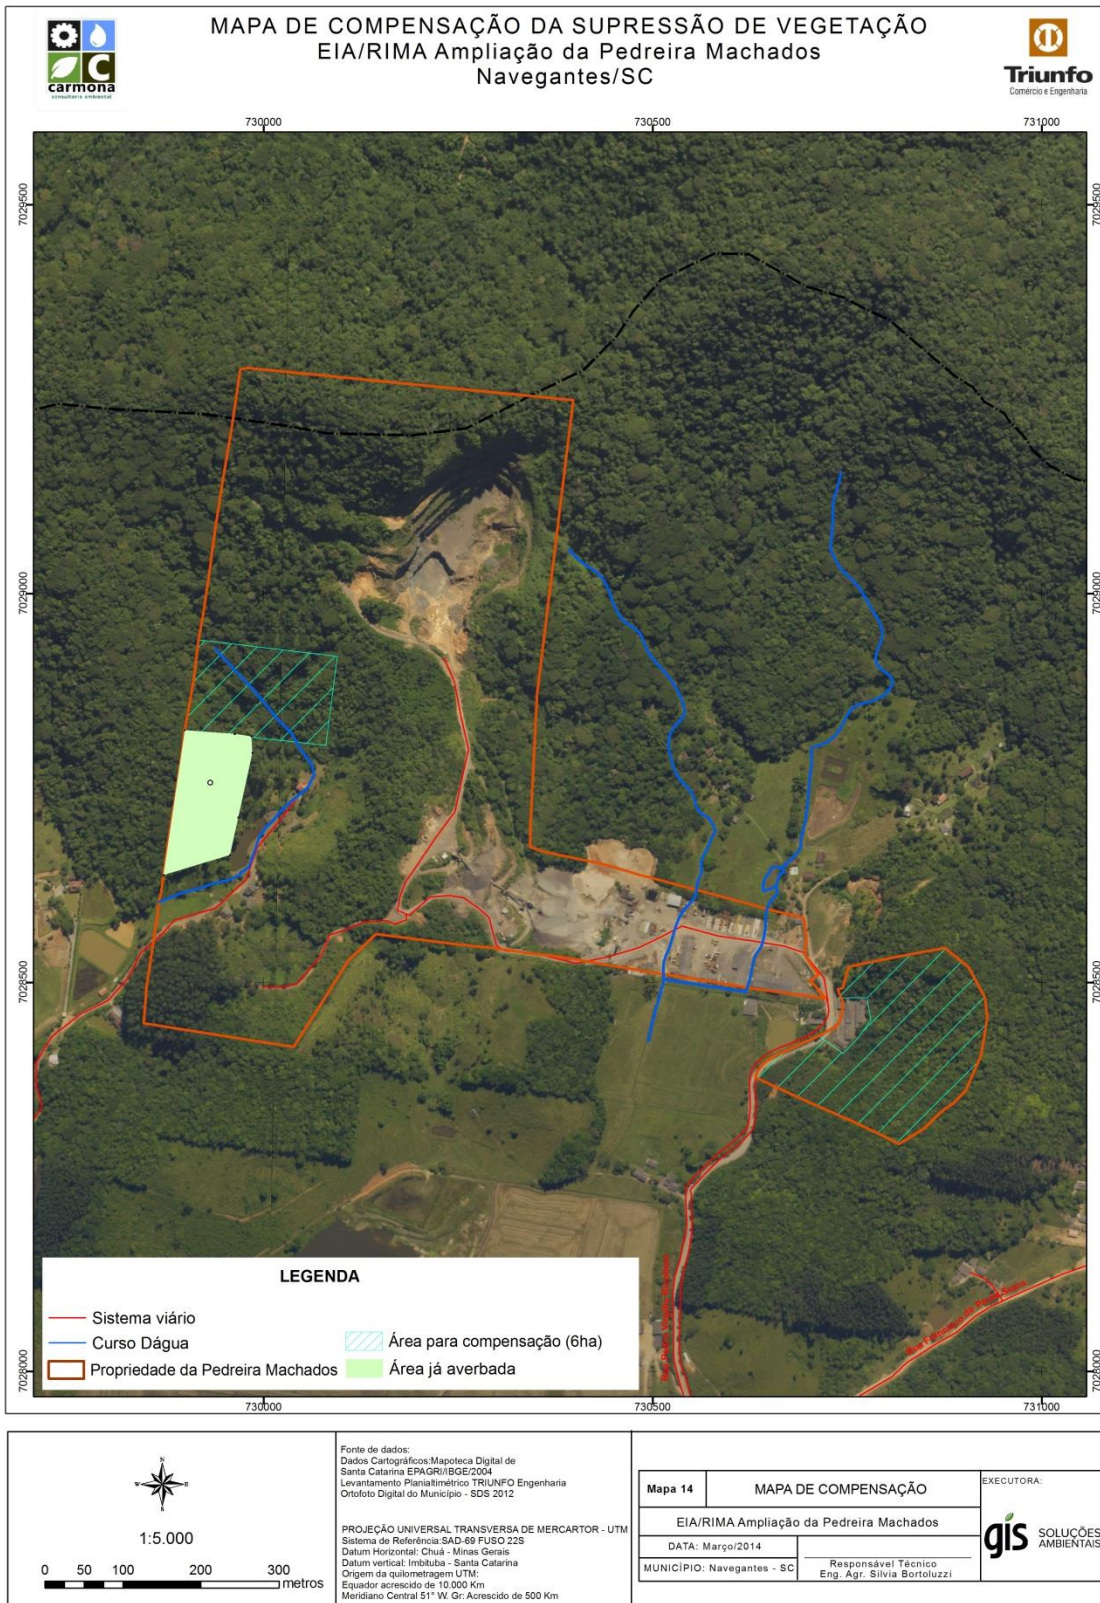 MAPA DE COMPENSAÇÃO DA SUPRESSÃO DE VEGETAÇÃO
EIA/RIMA Ampliação da Pedreira Machados
Navegantes/SC
C
carmona
consultoria ambiental
Triunfo
Comércio e Engenharia
730000
730500
731000
7029500
7029500
7029000
7029000
7028500
7028500
7028000
7028000
LEGENDA
Sistema viário
Curso Dágua
Propriedade da Pedreira Machados
Área para compensação (6ha)
Área já averbada
730000
730500
731000
N
W
E
S
1:5.000
0 50 100 200 300
metros
Fonte de dados:
Dados Cartográficos:Mapoteca Digital de
Santa Catarina EPAGRI/IBGE/2004
Levantamento Planialtimétrico TRIUNFO Engenharia
Ortofoto Digital do Município - SDS 2012
PROJEÇÃO UNIVERSAL TRANSVERSA DE MERCARTOR - UTM
Sistema de Referência:SAD-69 FUSO 22S
Datum Horizontal: Chuá - Minas Gerais
Datum vertical: Imbituba - Santa Catarina
Origem da quilometragem UTM:
Equador acrescido de 10.000 Km
Meridiano Central 51° W. Gr: Acrescido de 500 Km
Mapa 14
MAPA DE COMPENSAÇÃO
EIA/RIMA Ampliação da Pedreira Machados
DATA: Março/2014
MUNICÍPIO: Navegantes - SC
Responsável Técnico
Eng. Agr. Silvia Bortoluzzi
EXECUTORA:
gis
SOLUÇÕES
AMBIENTAIS